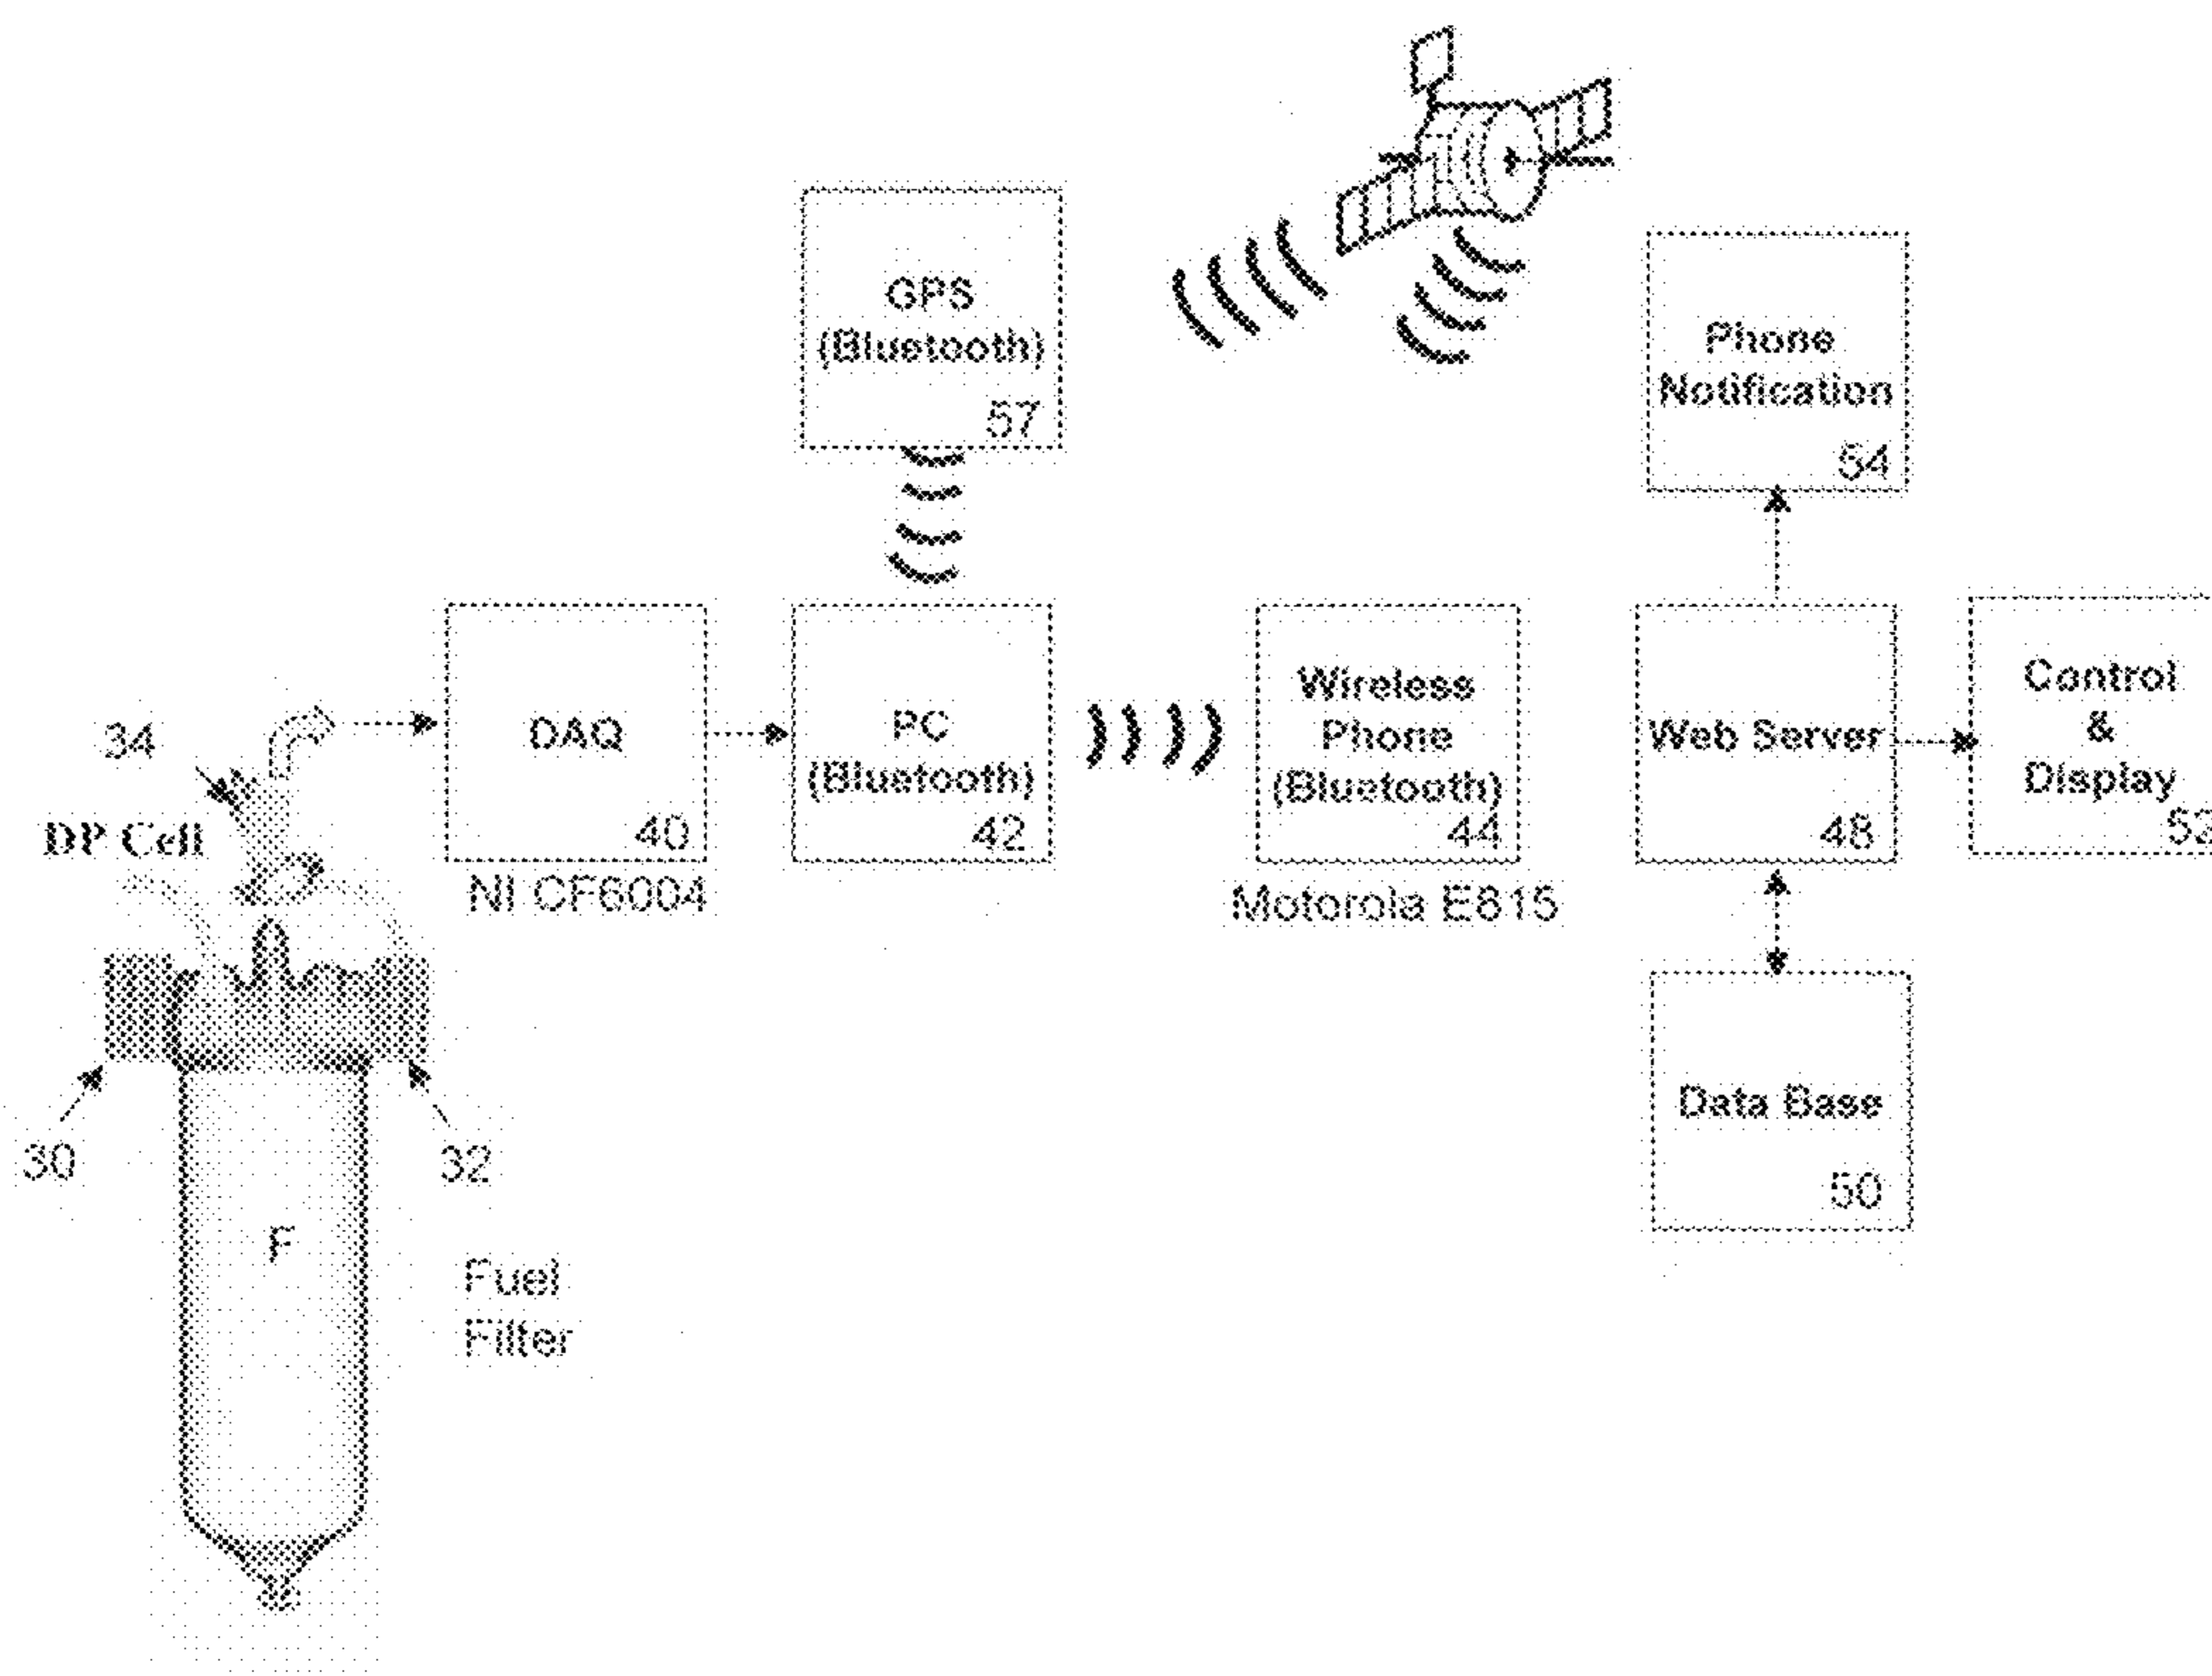 GPS
(Bluetooth)
57
Phone
Notification
54
34
DP Cell
DAQ
40
NI CF6004
PC
(Bluetooth)
42
Wireless
Phone
(Bluetooth)
44
Motorola E815
Web Server
48
Control
&
Display
52
30
32
F
Fuel
Filter
Data Base
50